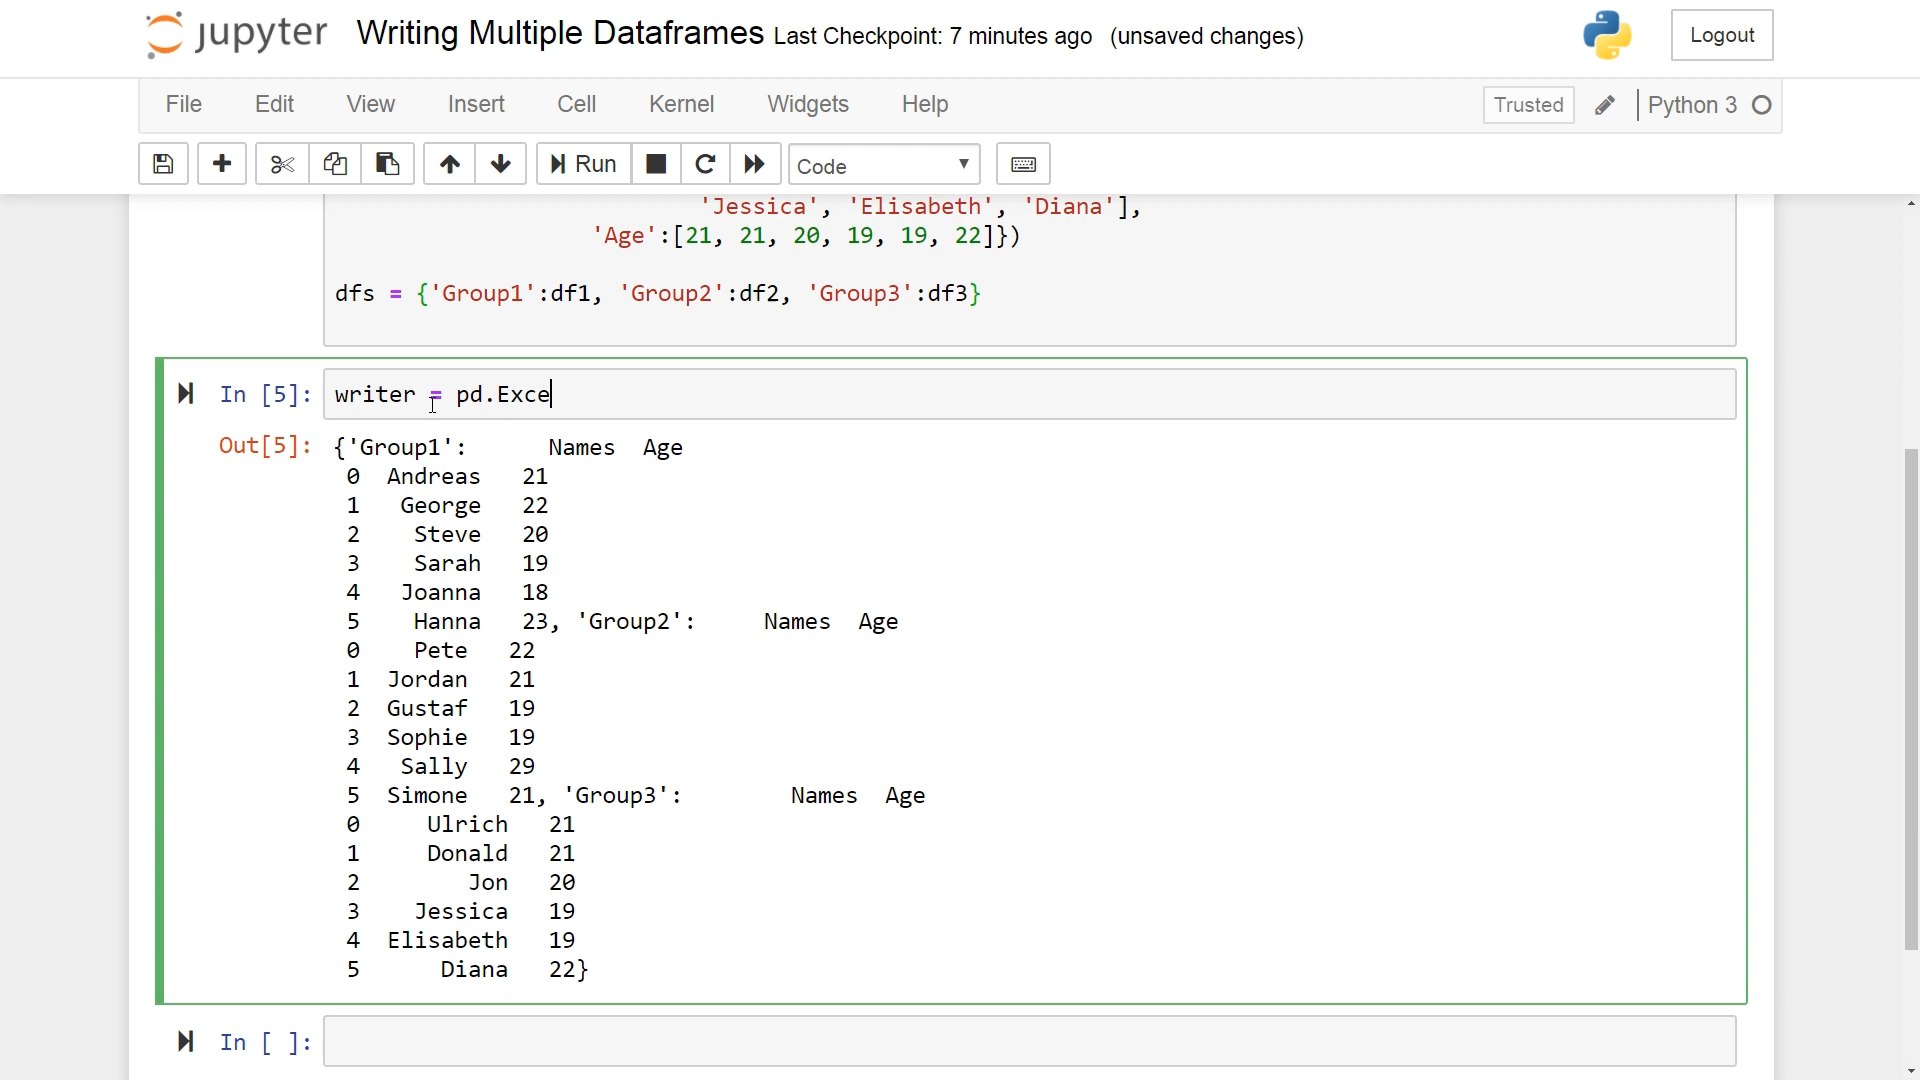 jupyter Writing Multiple Dataframes Last Checkpoint: 7 minutes ago (unsaved changes) Logout
File Edit View Insert Cell Kernel Widgets Help Trusted Python 3
Run Code
'Jessica', 'Elisabeth', 'Diana'],
'Age':[21, 21, 20, 19, 19, 22]})
dfs = {'Group1':df1, 'Group2':df2, 'Group3':df3}
In [5]: writer = pd.Exce
Out[5]: {'Group1': Names Age
0 Andreas 21
1 George 22
2 Steve 20
3 Sarah 19
4 Joanna 18
5 Hanna 23, 'Group2': Names Age
0 Pete 22
1 Jordan 21
2 Gustaf 19
3 Sophie 19
4 Sally 29
5 Simone 21, 'Group3': Names Age
0 Ulrich 21
1 Donald 21
2 Jon 20
3 Jessica 19
4 Elisabeth 19
5 Diana 22}
In [ ]: